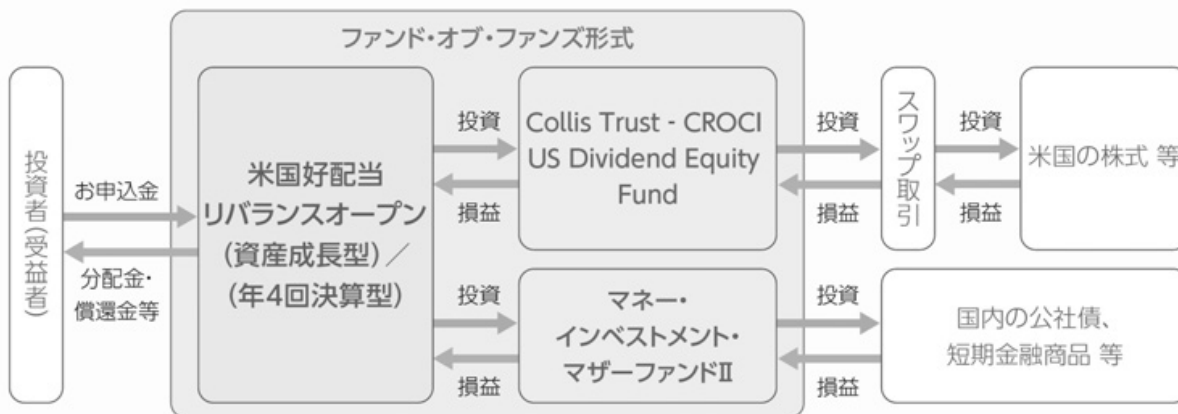 ファンド・オブ・ファンズ形式
投資者(受益者)
お申込金
分配金・
償還金等
米国好配当
リバランスオープン
(資産成長型)／
(年4回決算型)
投資
損益
Collis Trust - CROCI
US Dividend Equity
Fund
投資
損益
スワップ取引
投資
損益
米国の株式 等
投資
損益
マネー・
インベストメント・
マザーファンドⅡ
投資
損益
国内の公社債、
短期金融商品 等